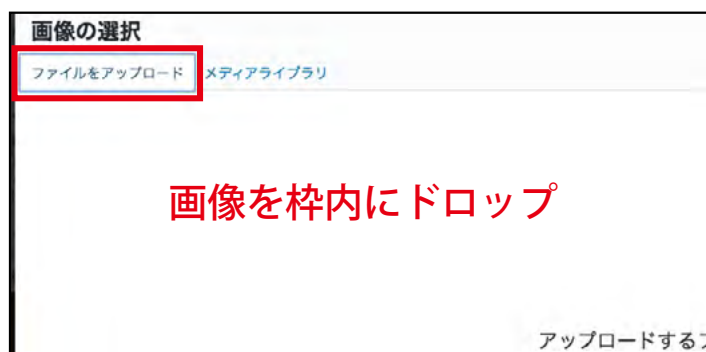 画像の選択
ファイルをアップロード メディアライブラリ
画像を枠内にドロップ
アップロードする